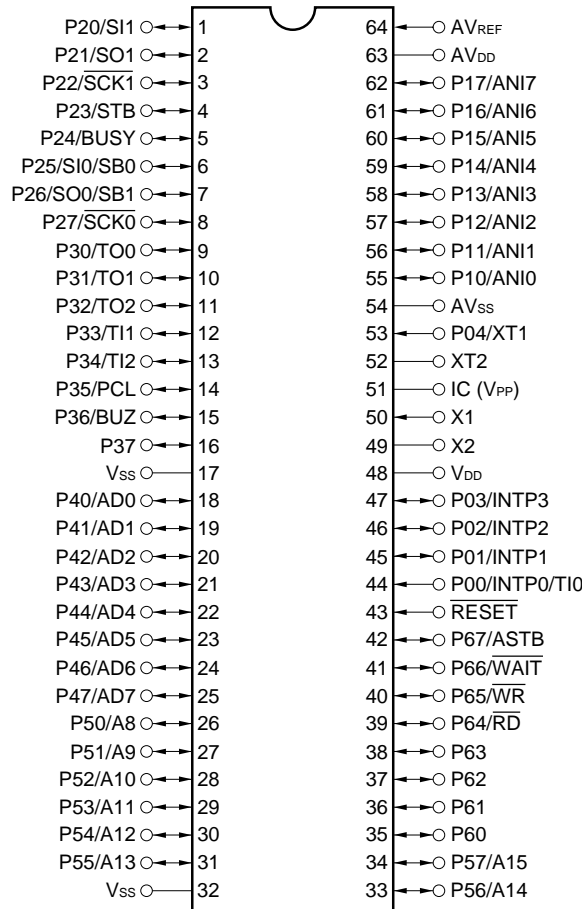 P20/SI1 1 64 AVREF
P21/SO1 2 63 AVDD
P22/S̅C̅K̅1̅ 3 62 P17/ANI7
P23/STB 4 61 P16/ANI6
P24/BUSY 5 60 P15/ANI5
P25/SI0/SB0 6 59 P14/ANI4
P26/SO0/SB1 7 58 P13/ANI3
P27/S̅C̅K̅0̅ 8 57 P12/ANI2
P30/TO0 9 56 P11/ANI1
P31/TO1 10 55 P10/ANI0
P32/TO2 11 54 AVSS
P33/TI1 12 53 P04/XT1
P34/TI2 13 52 XT2
P35/PCL 14 51 IC (VPP)
P36/BUZ 15 50 X1
P37 16 49 X2
VSS 17 48 VDD
P40/AD0 18 47 P03/INTP3
P41/AD1 19 46 P02/INTP2
P42/AD2 20 45 P01/INTP1
P43/AD3 21 44 P00/INTP0/TI0
P44/AD4 22 43 R̅E̅S̅E̅T̅
P45/AD5 23 42 P67/ASTB
P46/AD6 24 41 P66/W̅A̅I̅T̅
P47/AD7 25 40 P65/W̅R̅
P50/A8 26 39 P64/R̅D̅
P51/A9 27 38 P63
P52/A10 28 37 P62
P53/A11 29 36 P61
P54/A12 30 35 P60
P55/A13 31 34 P57/A15
VSS 32 33 P56/A14